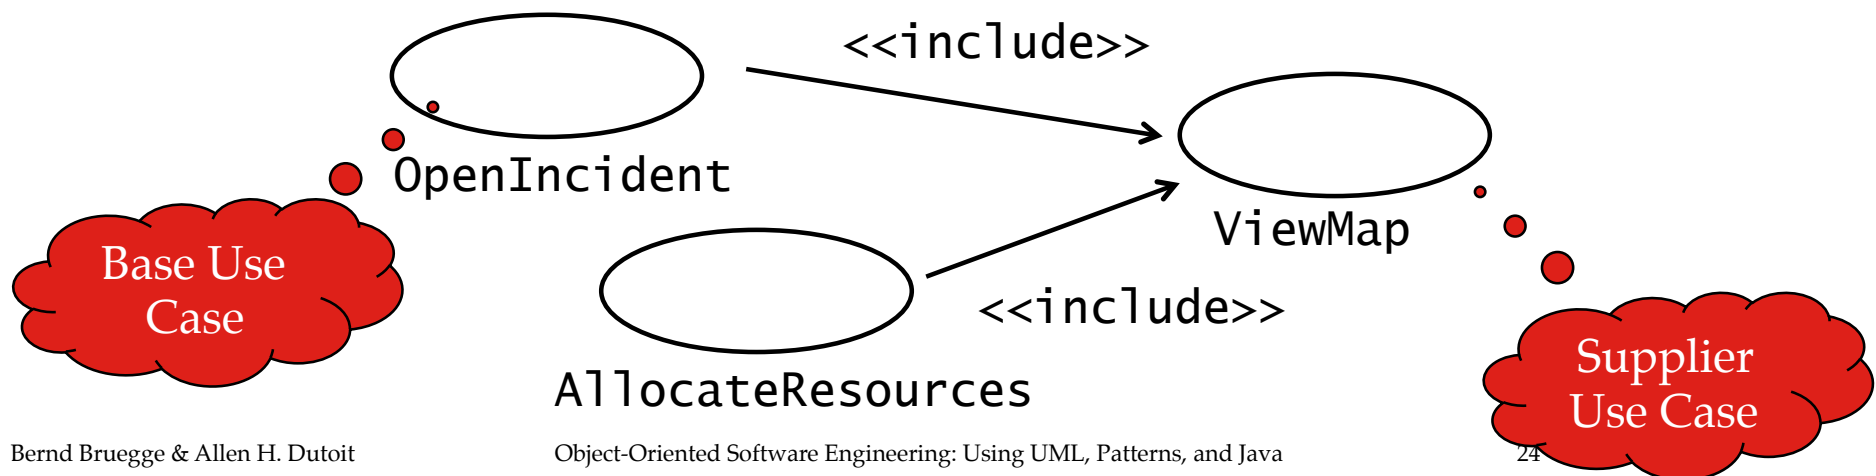 <<include>>
OpenIncident
ViewMap
Base Use
Case
<<include>>
AllocateResources
Supplier
Use Case
Bernd Bruegge & Allen H. Dutoit
Object-Oriented Software Engineering: Using UML, Patterns, and Java
24